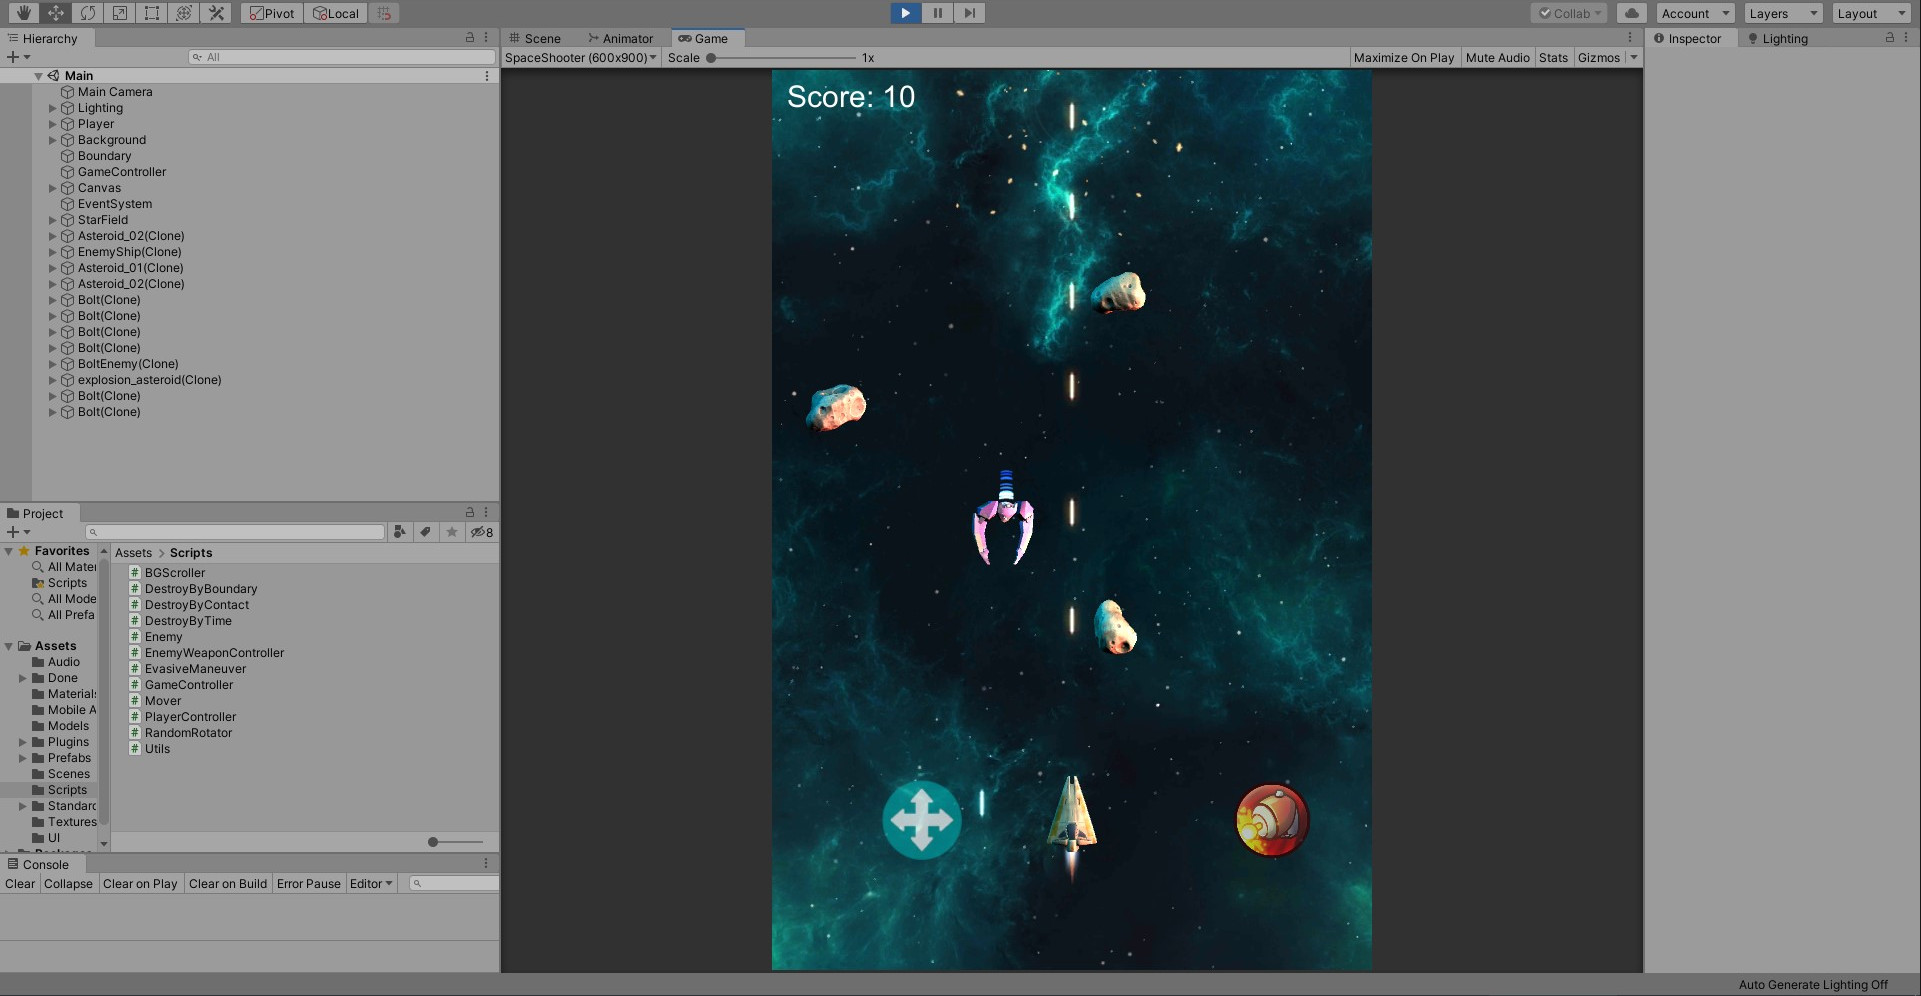 Pivot Local Collab Account Layers Layout
Hierarchy
All
Main
Main Camera
Lighting
Player
Background
Boundary
GameController
Canvas
EventSystem
StarField
Asteroid_02(Clone)
EnemyShip(Clone)
Asteroid_01(Clone)
Asteroid_02(Clone)
Bolt(Clone)
Bolt(Clone)
Bolt(Clone)
Bolt(Clone)
BoltEnemy(Clone)
explosion_asteroid(Clone)
Bolt(Clone)
Bolt(Clone)
Project
8
Favorites
All Mater
Scripts
All Mode
All Prefa
Assets
Audio
Done
Materials
Mobile A
Models
Plugins
Prefabs
Scenes
Scripts
Standard
Textures
UI
Assets > Scripts
BGScroller
DestroyByBoundary
DestroyByContact
DestroyByTime
Enemy
EnemyWeaponController
EvasiveManeuver
GameController
Mover
PlayerController
RandomRotator
Utils
Console
Clear Collapse Clear on Play Clear on Build Error Pause Editor
Scene Animator Game
SpaceShooter (600x900) Scale 1x Maximize On Play Mute Audio Stats Gizmos
Score: 10
Inspector Lighting
Auto Generate Lighting Off